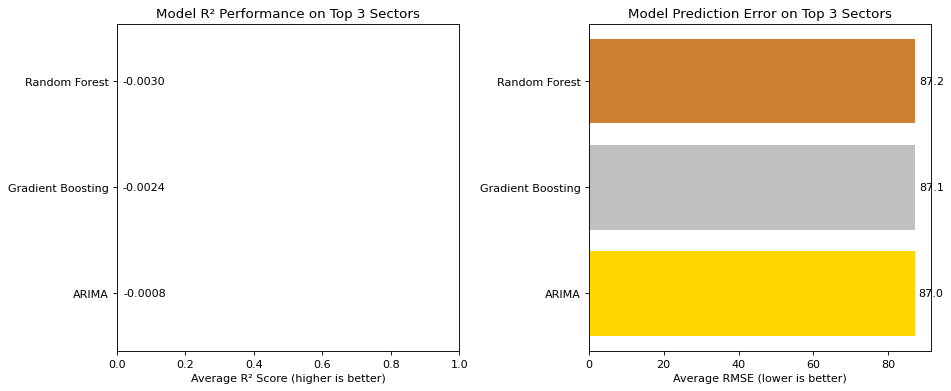 Model R² Performance on Top 3 Sectors
Random Forest
-0.0030
Gradient Boosting
-0.0024
ARIMA
-0.0008
0.0 0.2 0.4 0.6 0.8 1.0
Average R² Score (higher is better)
Model Prediction Error on Top 3 Sectors
Random Forest
87.2
Gradient Boosting
87.1
ARIMA
87.0
0 20 40 60 80
Average RMSE (lower is better)